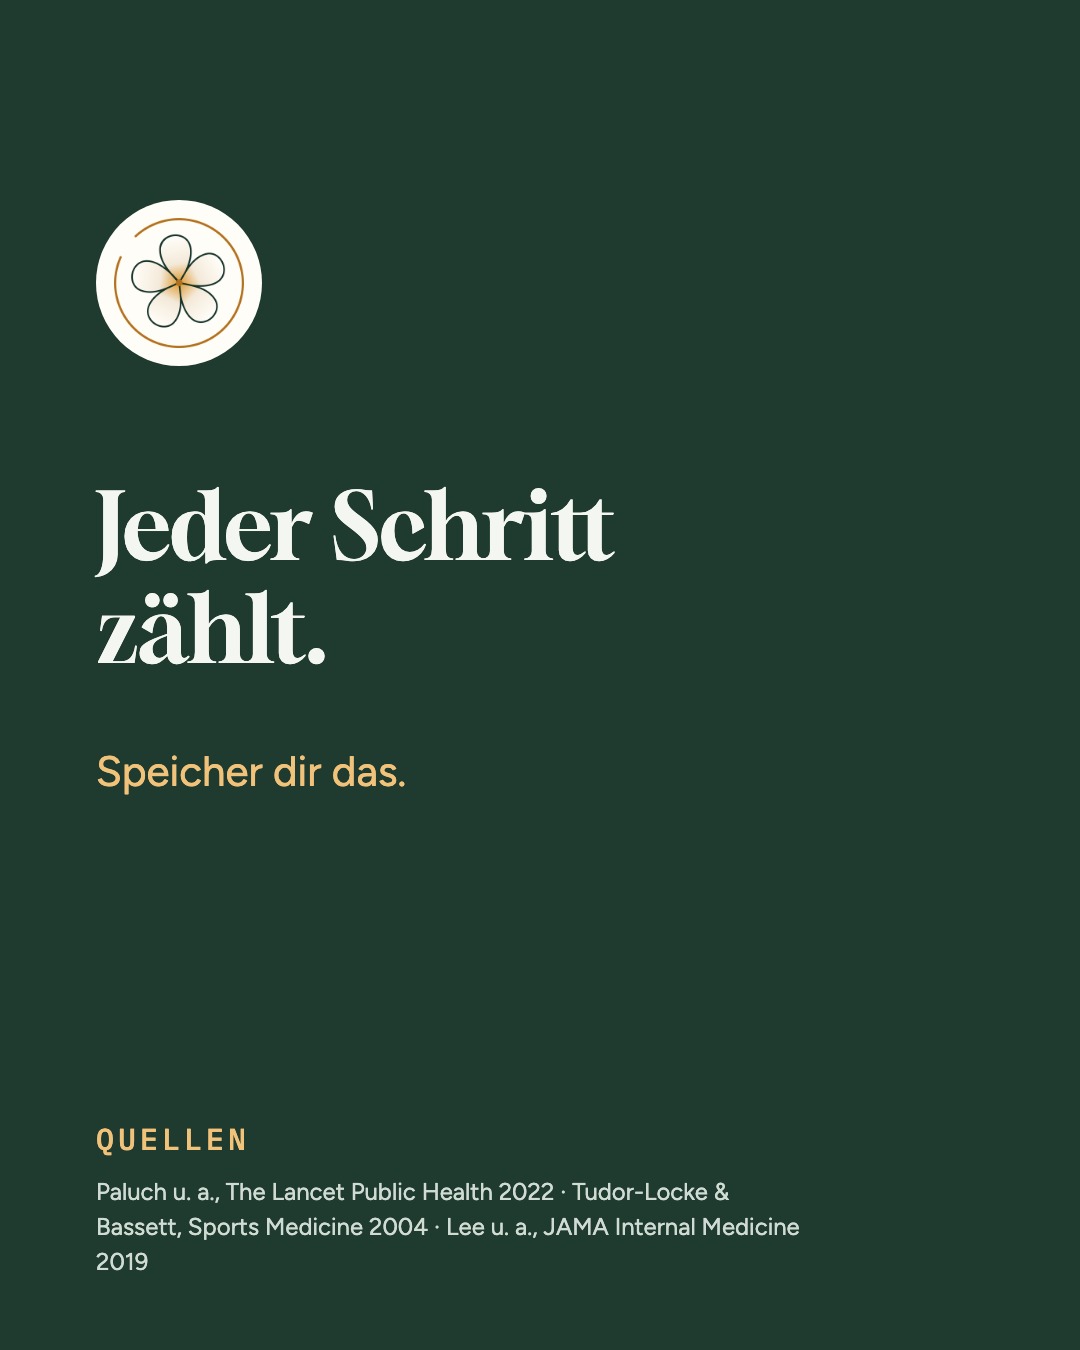 Jeder Schritt
zählt.
Speicher dir das.
QUELLEN
Paluch u. a., The Lancet Public Health 2022 · Tudor-Locke &
Bassett, Sports Medicine 2004 · Lee u. a., JAMA Internal Medicine
2019